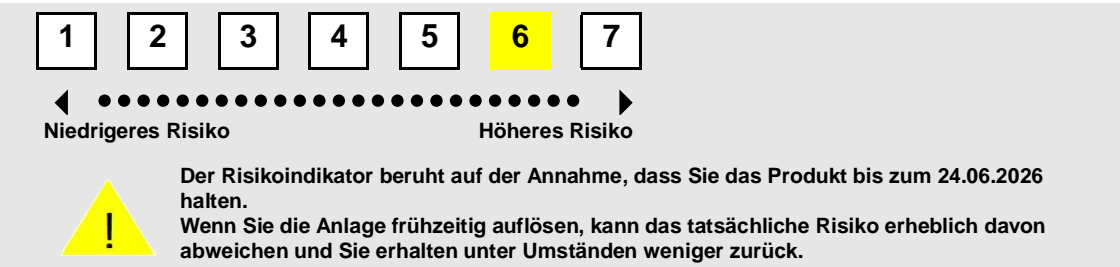 1 2 3 4 5 6 7
Niedrigeres Risiko Höheres Risiko
Der Risikoindikator beruht auf der Annahme, dass Sie das Produkt bis zum 24.06.2026
halten.
Wenn Sie die Anlage frühzeitig auflösen, kann das tatsächliche Risiko erheblich davon
abweichen und Sie erhalten unter Umständen weniger zurück.
!